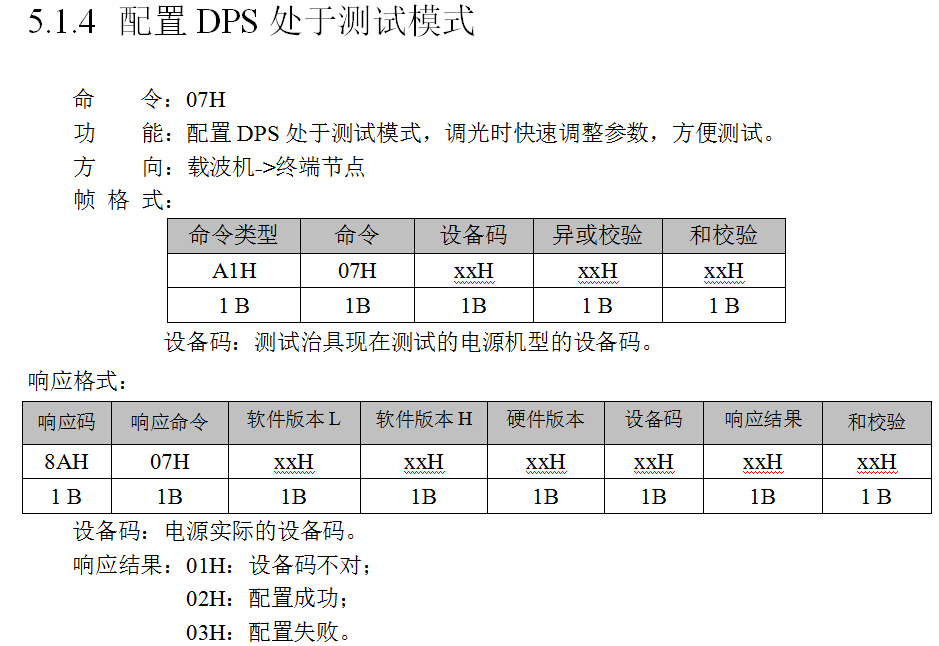 5.1.4 配置 DPS 处于测试模式
命 令：07H
功 能：配置 DPS 处于测试模式，调光时快速调整参数，方便测试。
方 向：载波机->终端节点
帧 格 式：
命令类型 命令 设备码 异或校验 和校验
A1H 07H xxH xxH xxH
1 B 1B 1B 1 B 1 B
设备码：测试治具现在测试的电源机型的设备码。
响应格式：
响应码 响应命令 软件版本 L 软件版本 H 硬件版本 设备码 响应结果 和校验
8AH 07H xxH xxH xxH xxH xxH xxH
1 B 1B 1B 1B 1B 1B 1B 1 B
设备码：电源实际的设备码。
响应结果：01H：设备码不对；
02H：配置成功；
03H：配置失败。